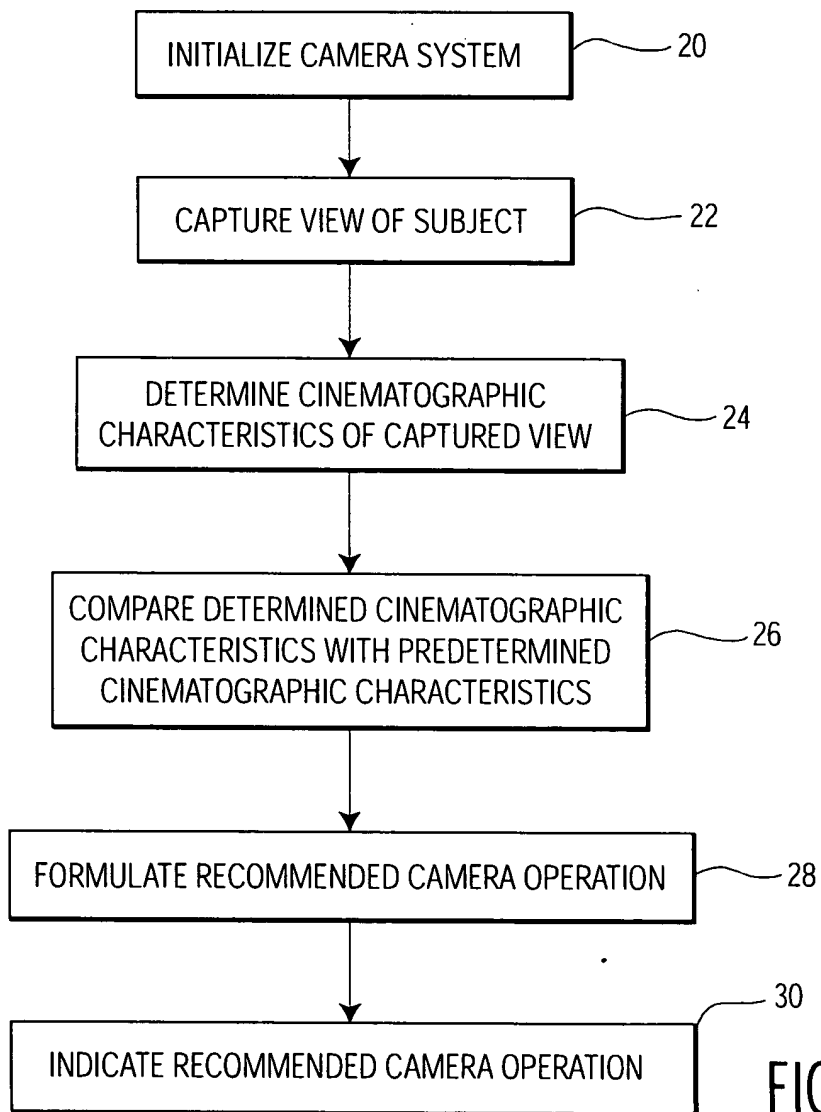 INITIALIZE CAMERA SYSTEM
20
CAPTURE VIEW OF SUBJECT
22
DETERMINE CINEMATOGRAPHIC
CHARACTERISTICS OF CAPTURED VIEW
24
COMPARE DETERMINED CINEMATOGRAPHIC
CHARACTERISTICS WITH PREDETERMINED
CINEMATOGRAPHIC CHARACTERISTICS
26
FORMULATE RECOMMENDED CAMERA OPERATION
28
30
INDICATE RECOMMENDED CAMERA OPERATION
FIG